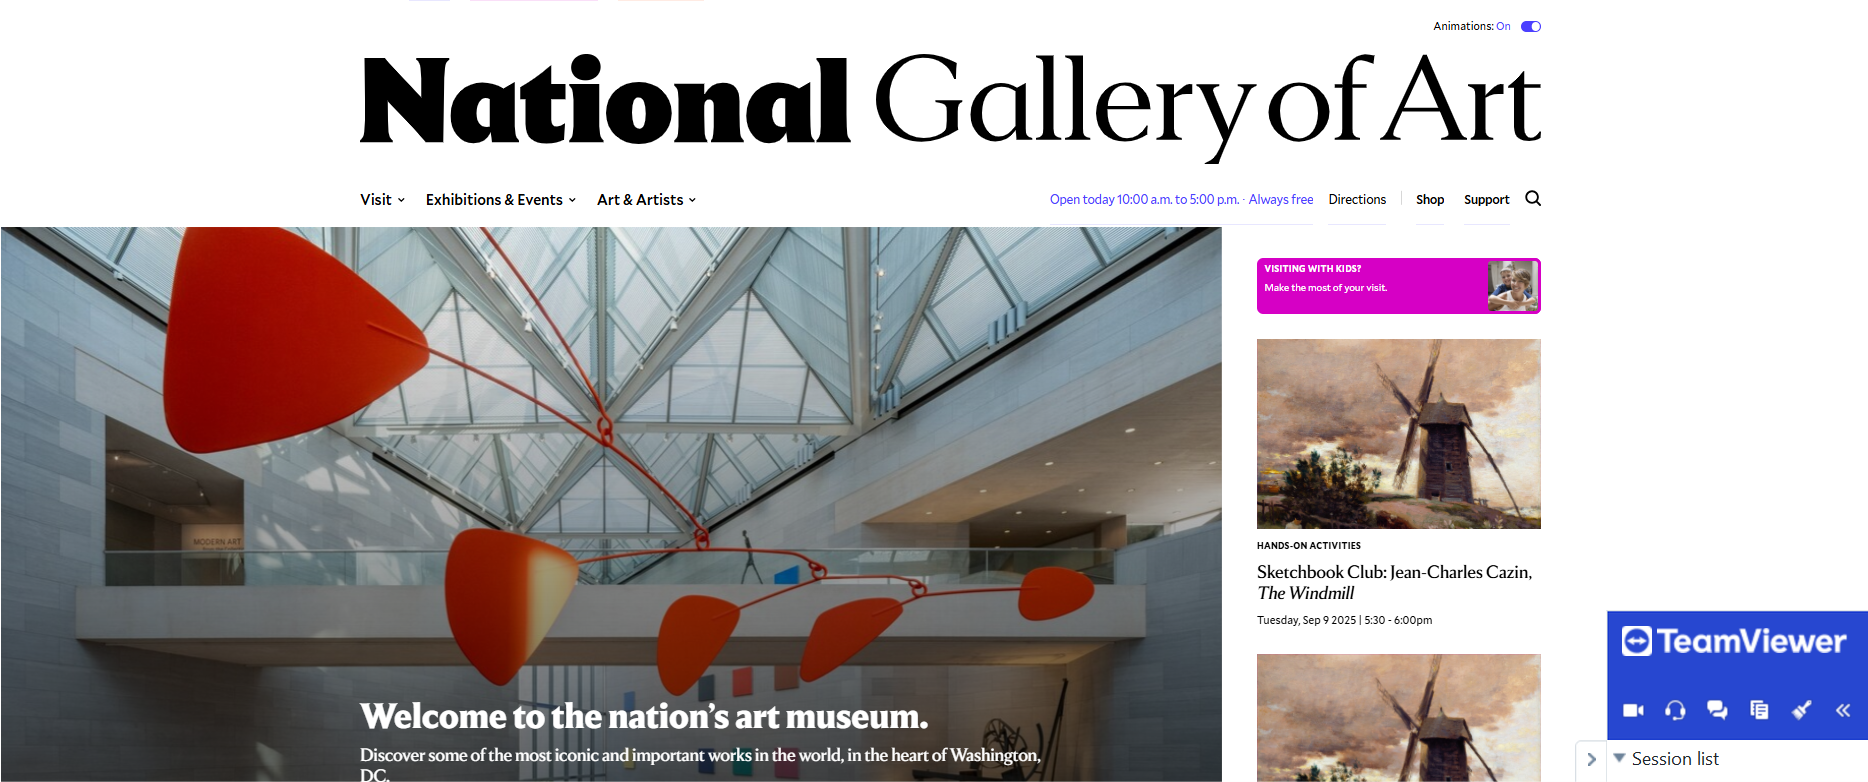 Animations: On
National Gallery of Art
Visit
Exhibitions & Events
Art & Artists
Open today 10:00 a.m. to 5:00 p.m. · Always free
Directions
Shop
Support
VISITING WITH KIDS?
Make the most of your visit.
MODERN ART
HANDS-ON ACTIVITIES
Sketchbook Club: Jean-Charles Cazin,
The Windmill
Tuesday, Sep 9 2025 | 5:30 - 6:00pm
Welcome to the nation's art museum.
Discover some of the most iconic and important works in the world, in the heart of Washington,
DC.
TeamViewer
Session list